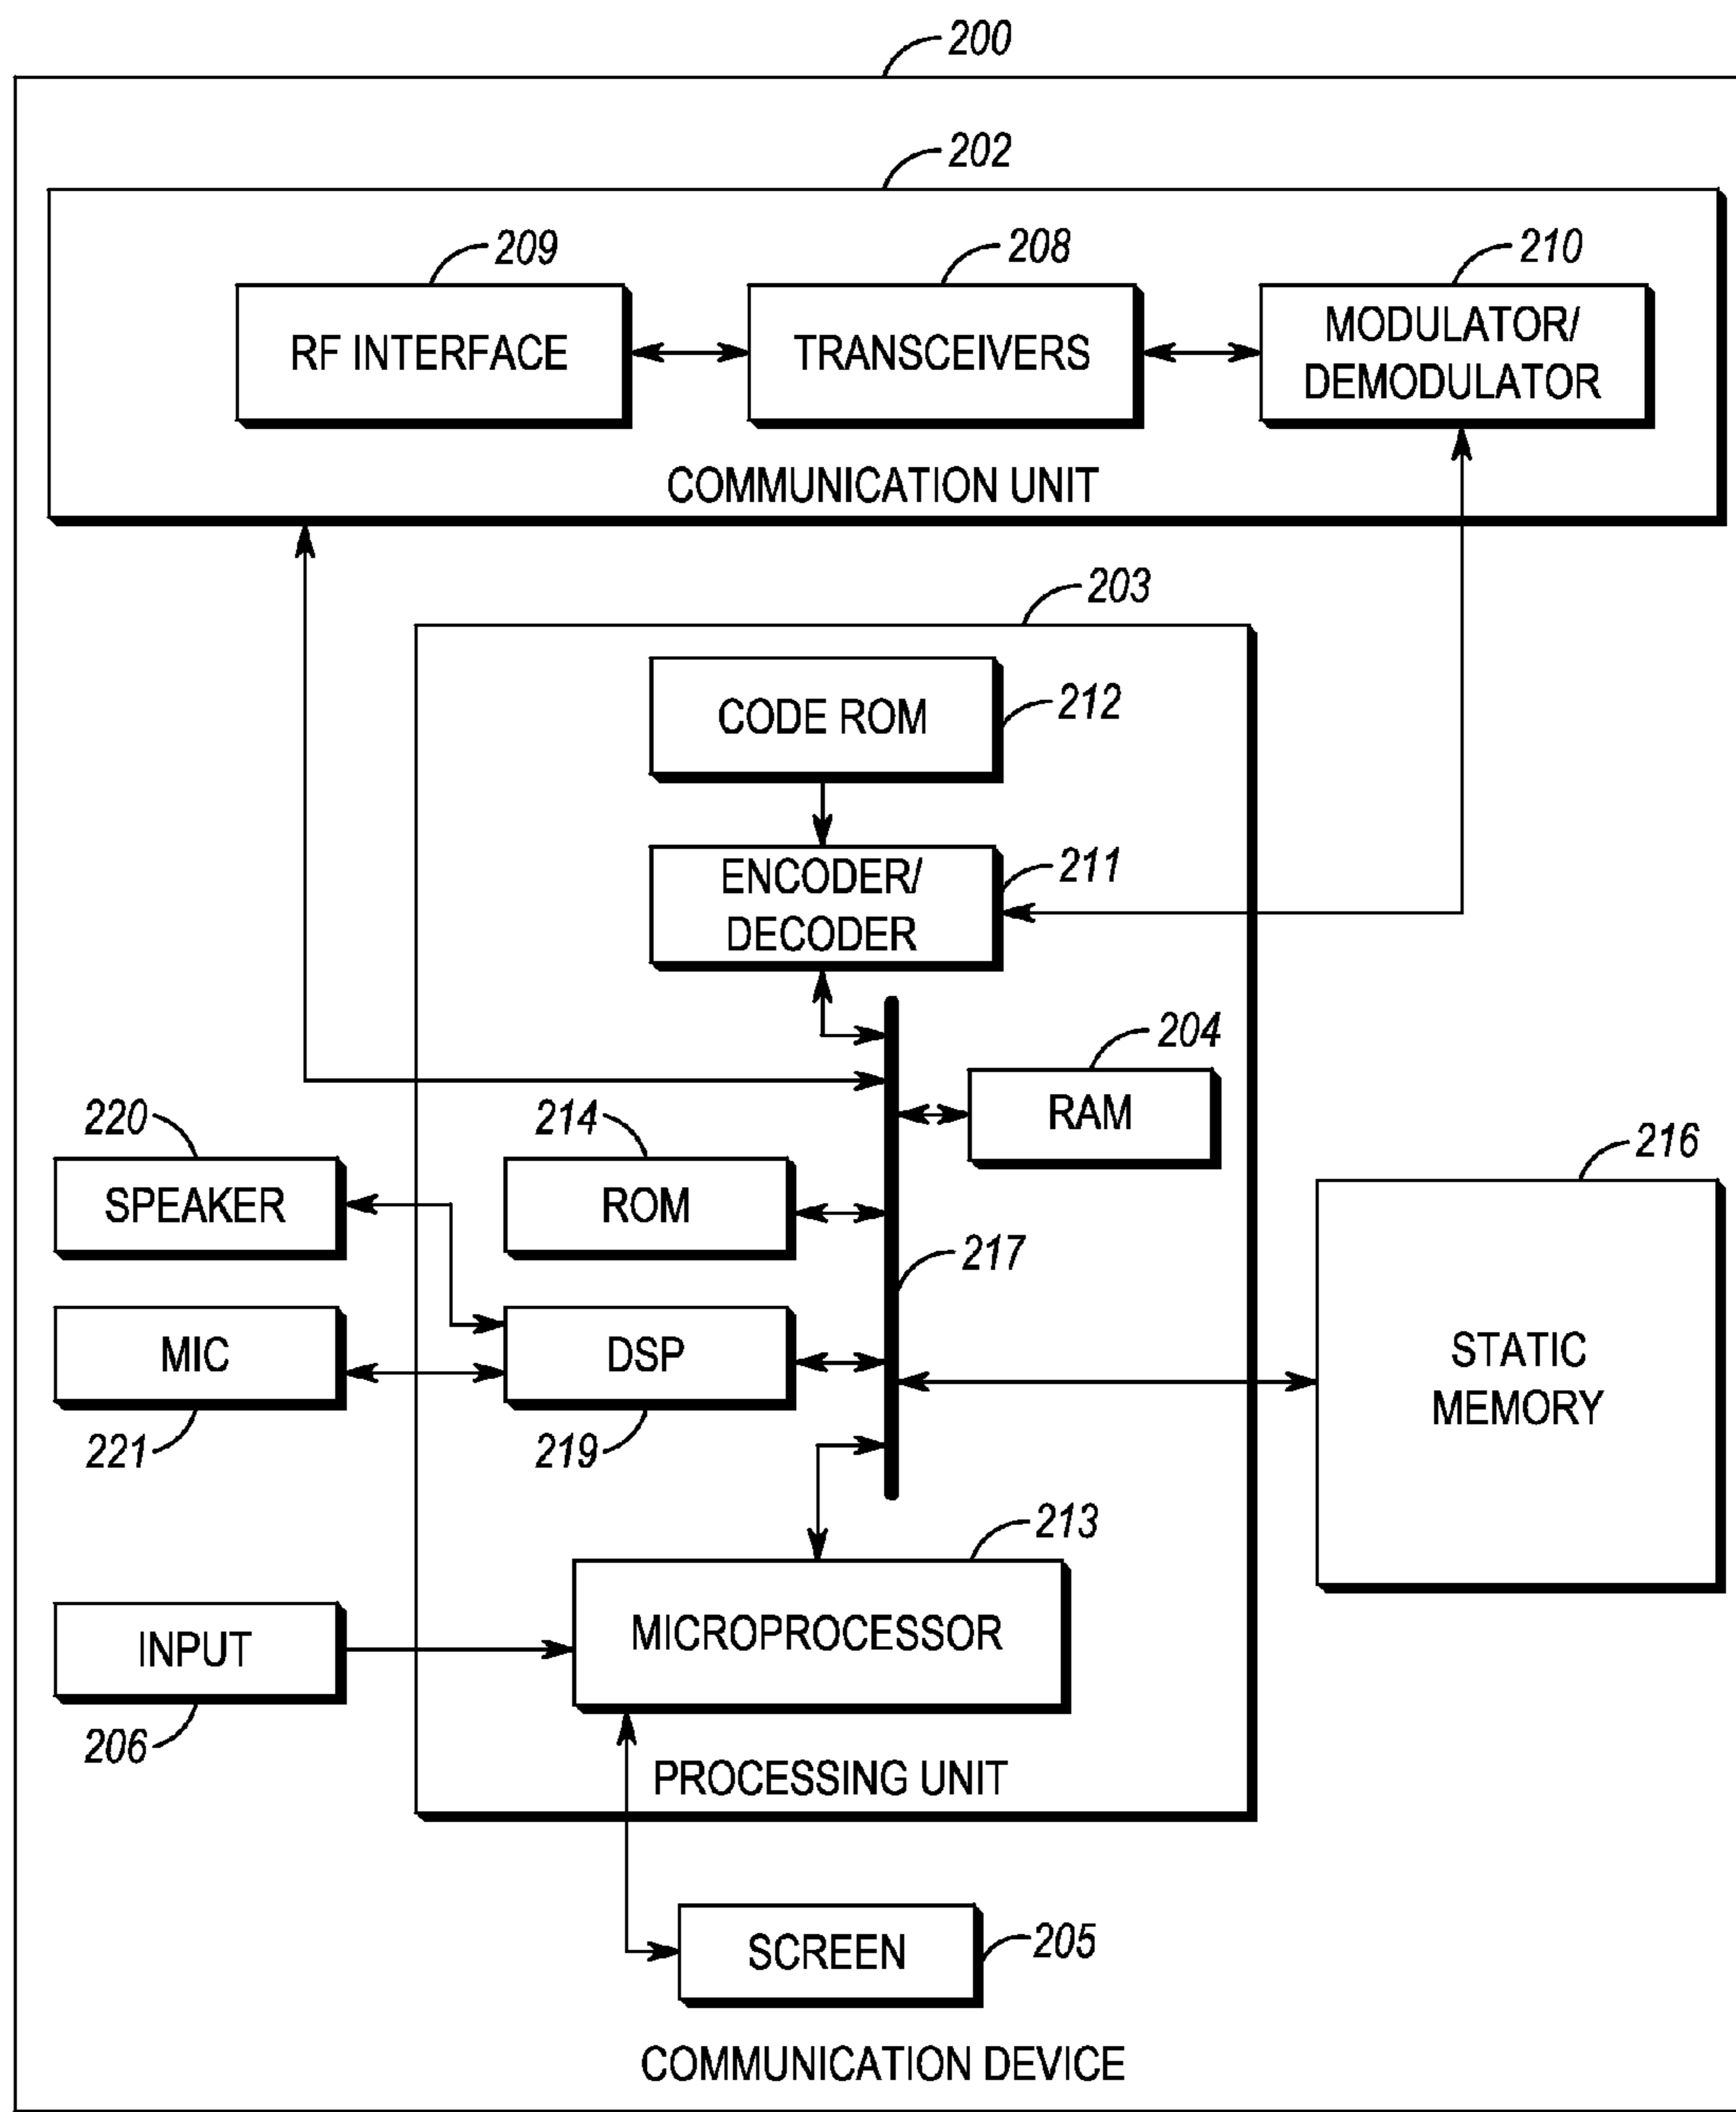 200
202
209
208
210
RF INTERFACE
TRANSCEIVERS
MODULATOR/
DEMODULATOR
COMMUNICATION UNIT
203
CODE ROM
212
ENCODER/
DECODER
211
204
RAM
220
SPEAKER
214
ROM
216
STATIC
MEMORY
217
MIC
221
DSP
219
213
MICROPROCESSOR
INPUT
206
PROCESSING UNIT
SCREEN
205
COMMUNICATION DEVICE